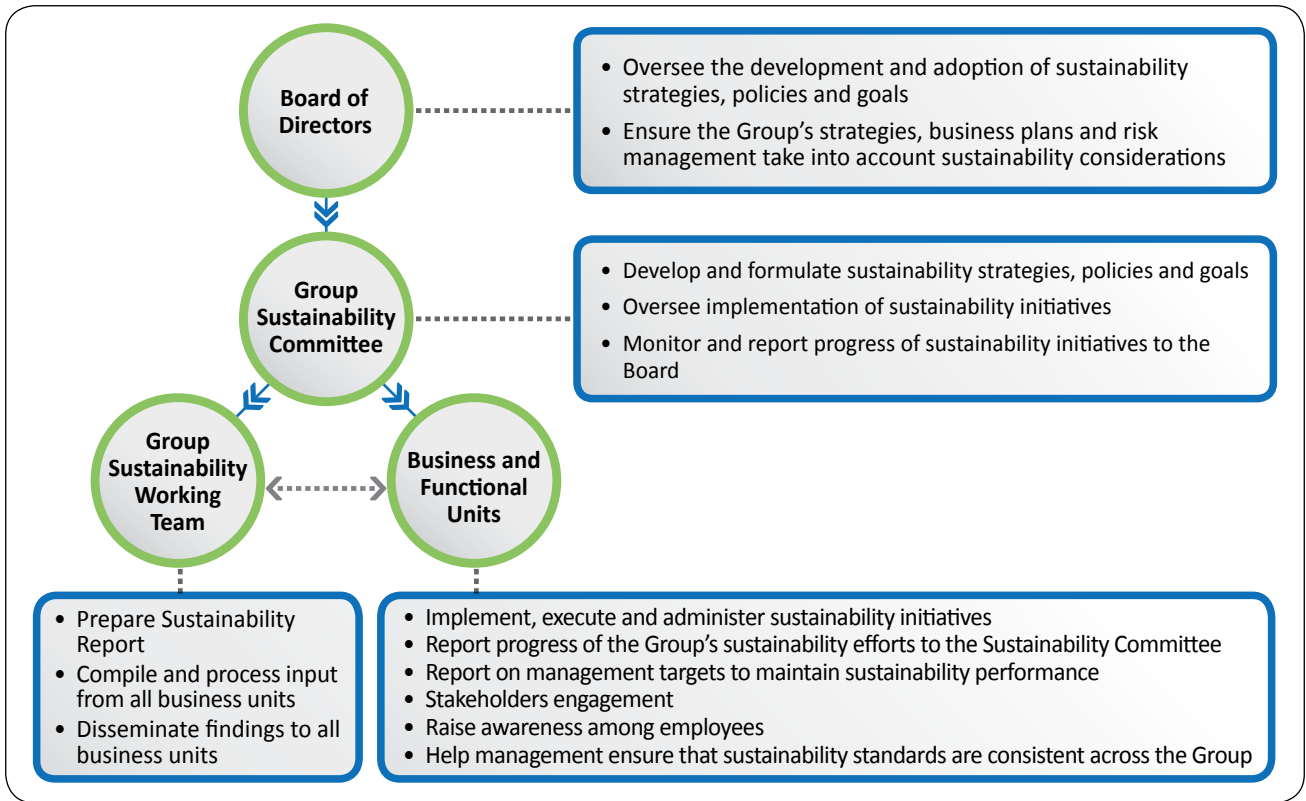 Board of
Directors
• Oversee the development and adoption of sustainability
strategies, policies and goals
• Ensure the Group's strategies, business plans and risk
management take into account sustainability considerations
Group
Sustainability
Committee
• Develop and formulate sustainability strategies, policies and goals
• Oversee implementation of sustainability initiatives
• Monitor and report progress of sustainability initiatives to the
Board
Group
Sustainability
Working
Team
Business and
Functional
Units
• Prepare Sustainability
Report
• Compile and process input
from all business units
• Disseminate findings to all
business units
• Implement, execute and administer sustainability initiatives
• Report progress of the Group's sustainability efforts to the Sustainability Committee
• Report on management targets to maintain sustainability performance
• Stakeholders engagement
• Raise awareness among employees
• Help management ensure that sustainability standards are consistent across the Group